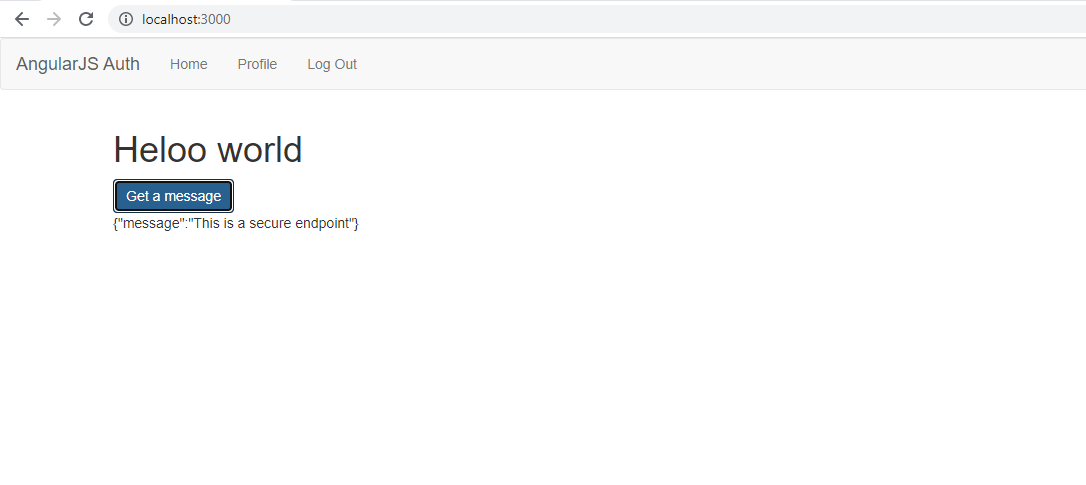 localhost:3000
AngularJS Auth Home Profile Log Out
Heloo world
Get a message
{"message":"This is a secure endpoint"}